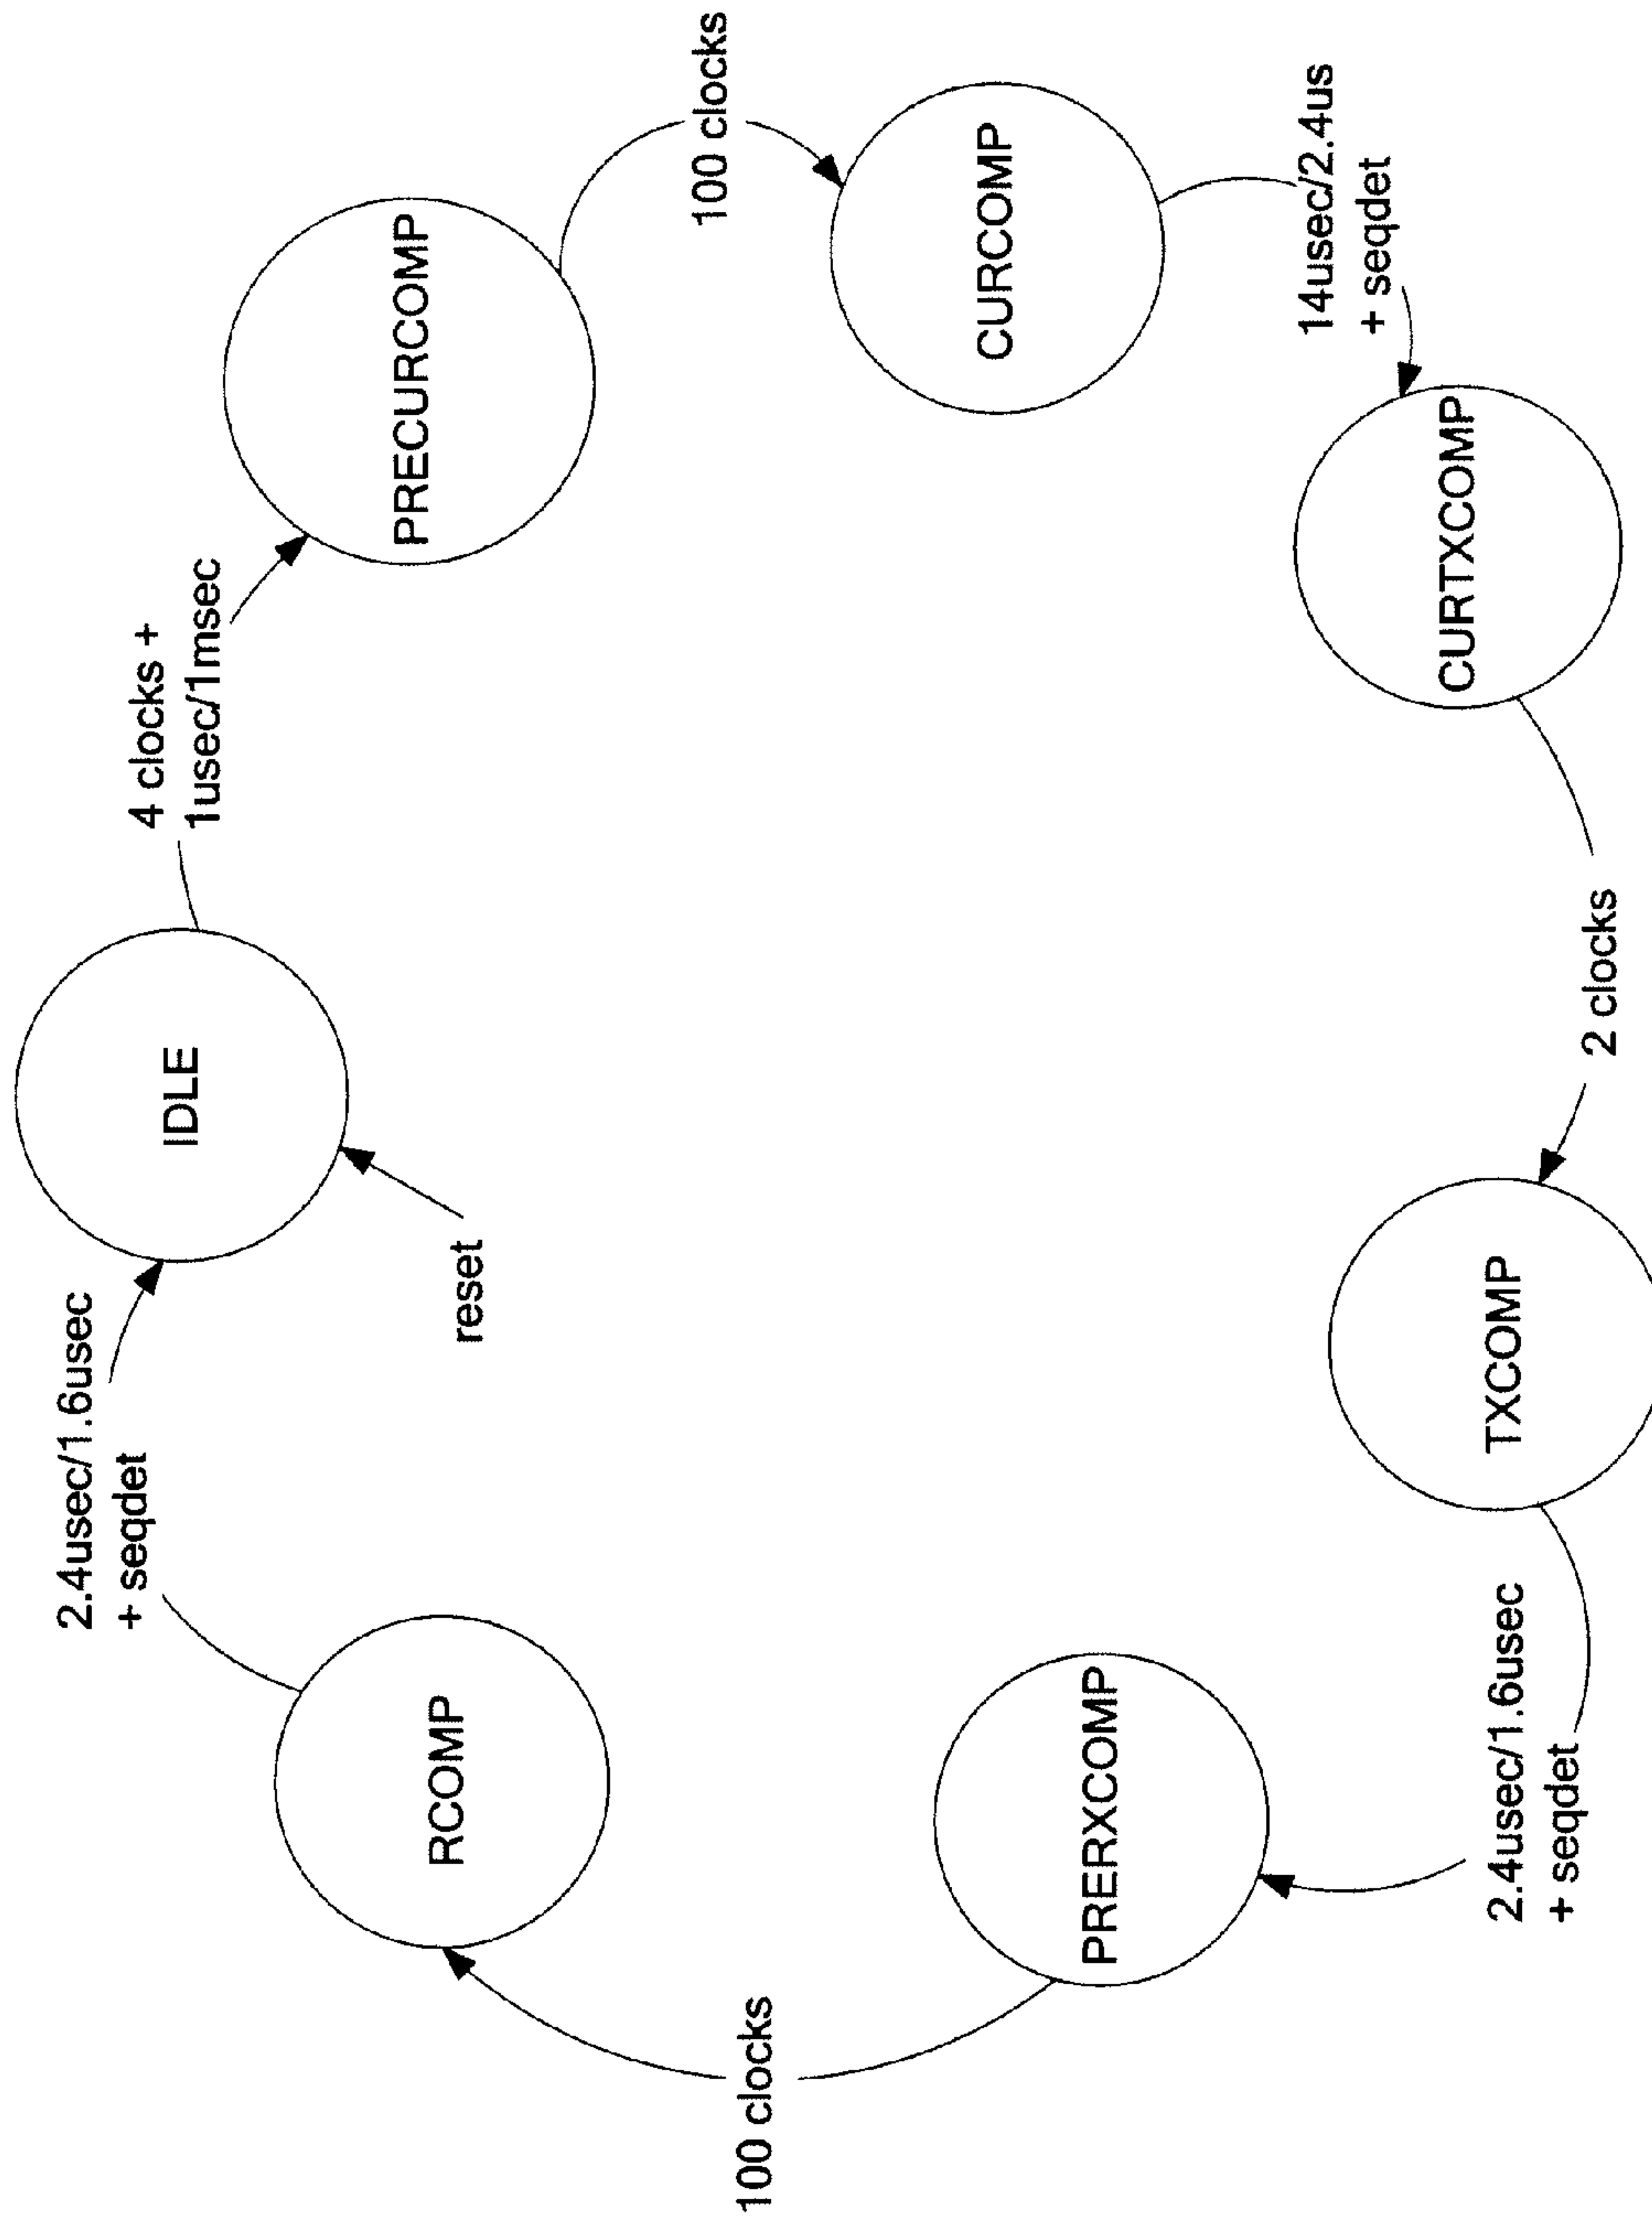 IDLE
reset
4 clocks +
1usec/1msec
PRECURCOMP
100 clocks
CURCOMP
14usec/2.4us
+ seqdet
CURTXCOMP
2 clocks
TXCOMP
2.4usec/1.6usec
+ seqdet
PRERXCOMP
100 clocks
RCOMP
2.4usec/1.6usec
+ seqdet